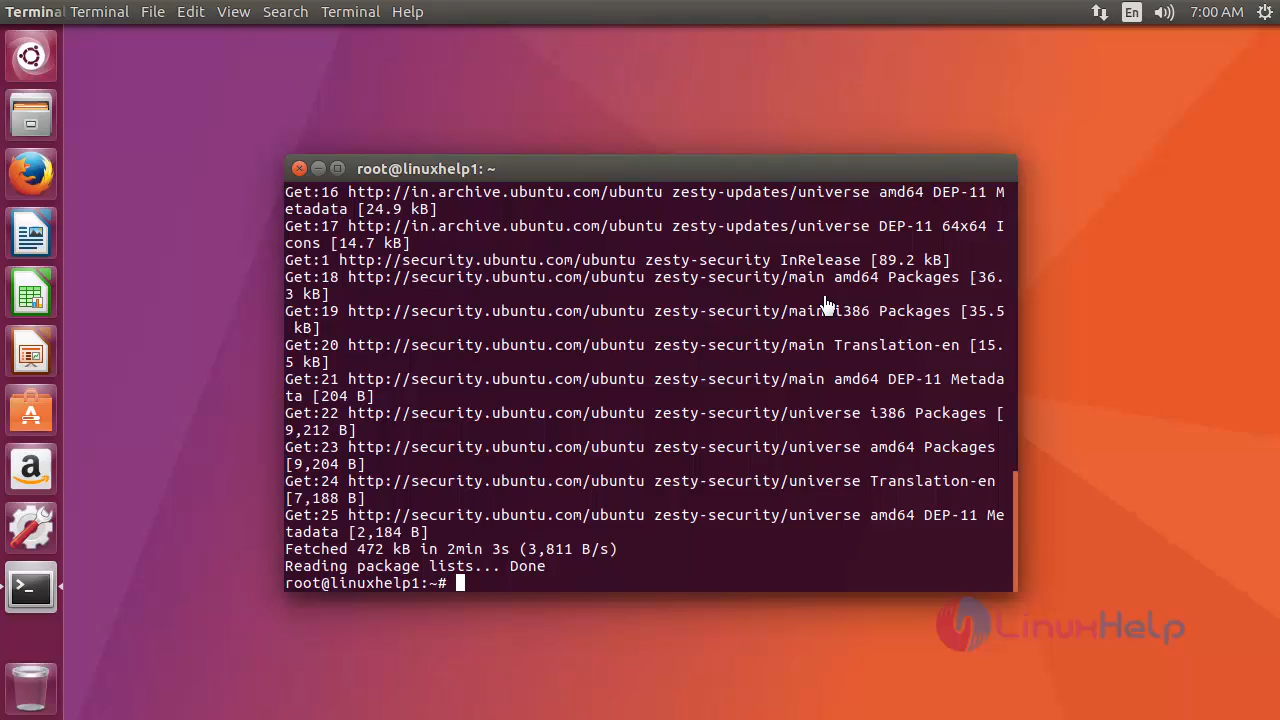 Terminal Terminal File Edit View Search Terminal Help En 7:00 AM
root@linuxhelp1: ~
Get:16 http://in.archive.ubuntu.com/ubuntu zesty-updates/universe amd64 DEP-11 M
etadata [24.9 kB]
Get:17 http://in.archive.ubuntu.com/ubuntu zesty-updates/universe DEP-11 64x64 I
cons [14.7 kB]
Get:1 http://security.ubuntu.com/ubuntu zesty-security InRelease [89.2 kB]
Get:18 http://security.ubuntu.com/ubuntu zesty-security/main amd64 Packages [36.
3 kB]
Get:19 http://security.ubuntu.com/ubuntu zesty-security/main i386 Packages [35.5
 kB]
Get:20 http://security.ubuntu.com/ubuntu zesty-security/main Translation-en [15.
5 kB]
Get:21 http://security.ubuntu.com/ubuntu zesty-security/main amd64 DEP-11 Metada
ta [204 B]
Get:22 http://security.ubuntu.com/ubuntu zesty-security/universe i386 Packages [
9,212 B]
Get:23 http://security.ubuntu.com/ubuntu zesty-security/universe amd64 Packages
[9,204 B]
Get:24 http://security.ubuntu.com/ubuntu zesty-security/universe Translation-en
[7,188 B]
Get:25 http://security.ubuntu.com/ubuntu zesty-security/universe amd64 DEP-11 Me
tadata [2,184 B]
Fetched 472 kB in 2min 3s (3,811 B/s)
Reading package lists... Done
root@linuxhelp1:~#
LinuxHelp